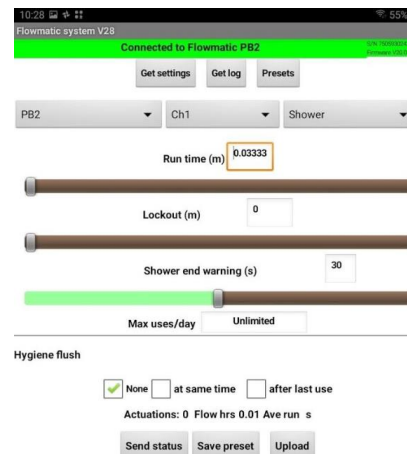 10:28 55%
Flowmatic system V28
Connected to Flowmatic PB2
Get settings Get log Presets
PB2 Ch1 Shower
Run time (m) 0.03333
Lockout (m) 0
Shower end warning (s) 30
Max uses/day Unlimited
Hygiene flush
None at same time after last use
Actuations: 0 Flow hrs 0.01 Ave run s
Send status Save preset Upload